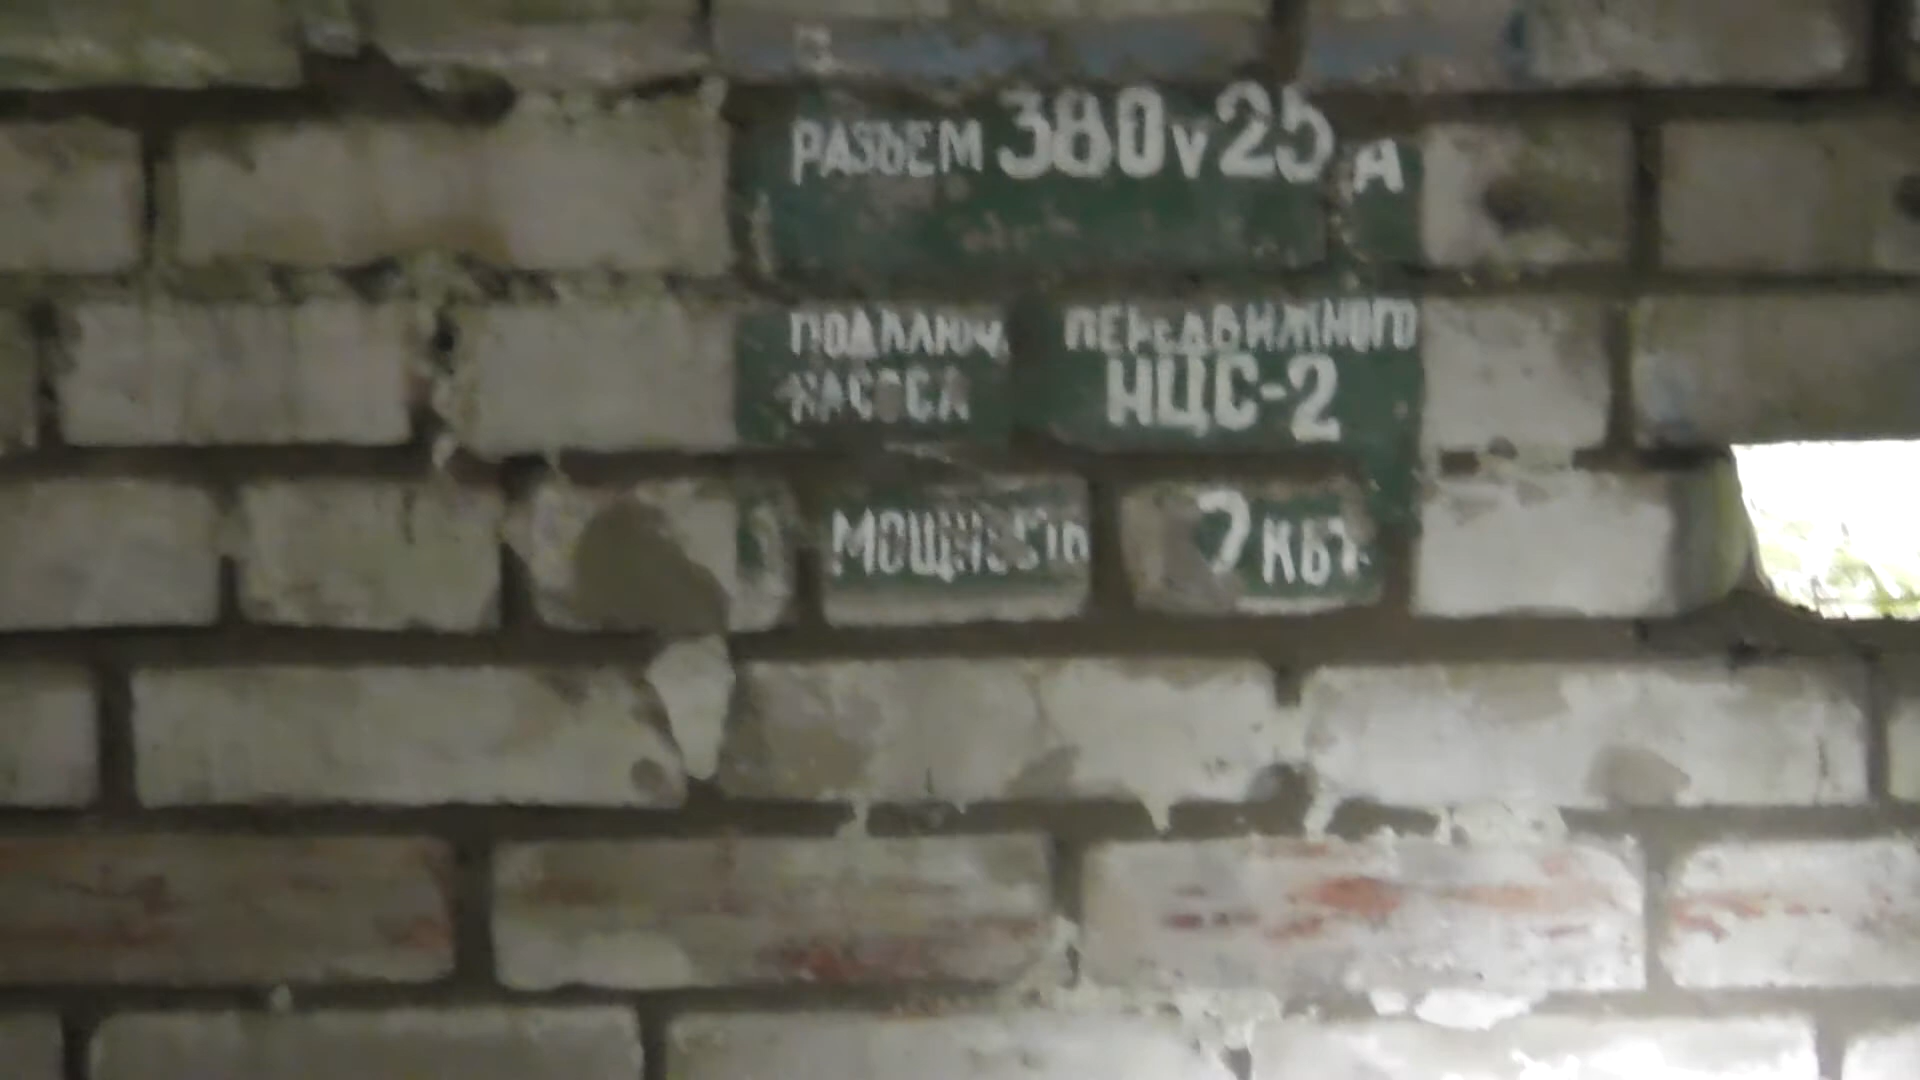 РАЗЪЕМ 380V 25 А
ПОДКЛЮЧ. ПЕРЕДВИЖНОГО
НАСОСА НЦС-2
МОЩНОСТЬ 7 КВТ.